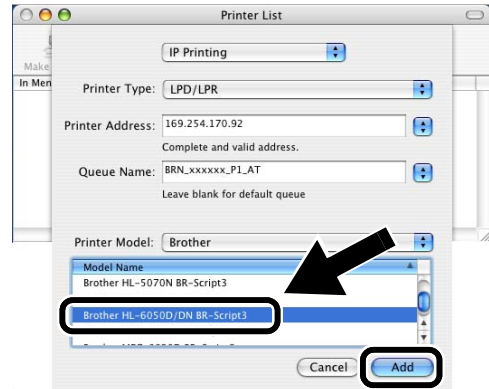 Printer List
IP Printing
Make
In Men
Printer Type: LPD/LPR
Printer Address: 169.254.170.92
Complete and valid address.
Queue Name: BRN_xxxxxx_P1_AT
Leave blank for default queue
Printer Model: Brother
Model Name
Brother HL-5070N BR-Script3
Brother HL-6050D/DN BR-Script3
Cancel Add